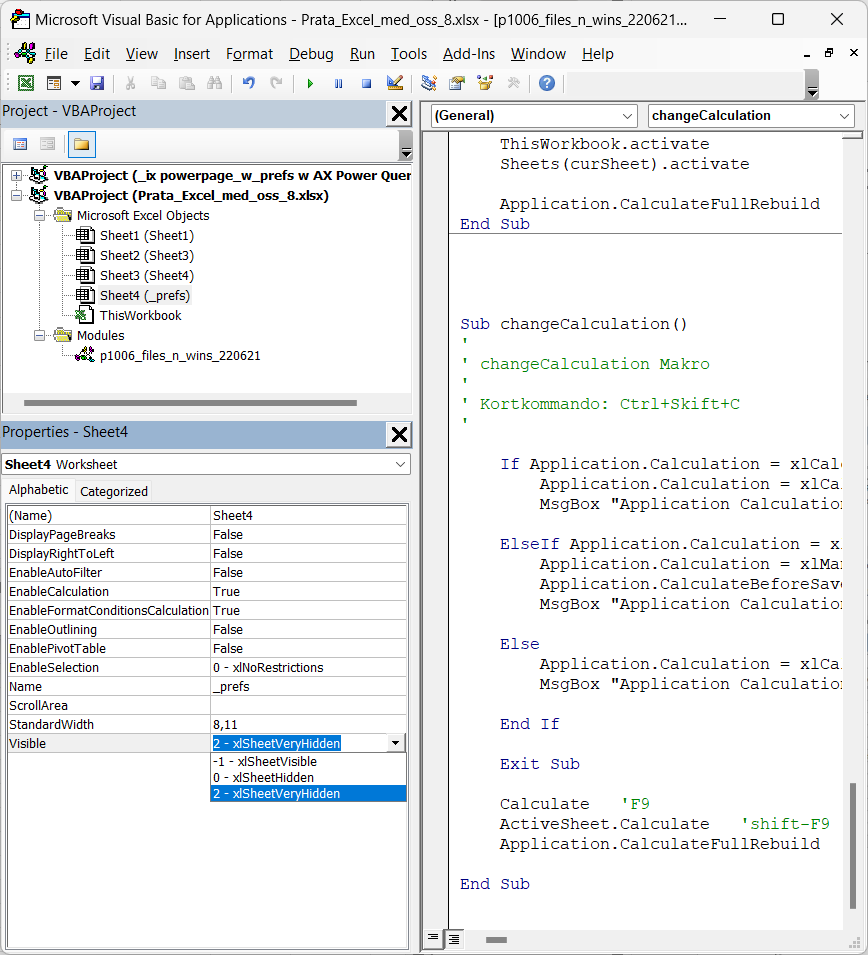 Microsoft Visual Basic for Applications - Prata_Excel_med_oss_8.xlsx - [p1006_files_n_wins_220621...
File Edit View Insert Format Debug Run Tools Add-Ins Window Help
Project - VBAProject
VBAProject (_ix powerpage_w_prefs w AX Power Quer
VBAProject (Prata_Excel_med_oss_8.xlsx)
Microsoft Excel Objects
Sheet1 (Sheet1)
Sheet2 (Sheet3)
Sheet3 (Sheet4)
Sheet4 (_prefs)
ThisWorkbook
Modules
p1006_files_n_wins_220621
Properties - Sheet4
Sheet4 Worksheet
Alphabetic Categorized
(Name) Sheet4
DisplayPageBreaks False
DisplayRightToLeft False
EnableAutoFilter False
EnableCalculation True
EnableFormatConditionsCalculation True
EnableOutlining False
EnablePivotTable False
EnableSelection 0 - xlNoRestrictions
Name _prefs
ScrollArea
StandardWidth 8,11
Visible 2 - xlSheetVeryHidden
-1 - xlSheetVisible
0 - xlSheetHidden
2 - xlSheetVeryHidden
(General) changeCalculation
ThisWorkbook.activate
Sheets(curSheet).activate
Application.CalculateFullRebuild
End Sub
Sub changeCalculation()
'
' changeCalculation Makro
'
' Kortkommando: Ctrl+Skift+C
'
If Application.Calculation = xlCal
Application.Calculation = xlCa
MsgBox "Application Calculation
ElseIf Application.Calculation = x
Application.Calculation = xlMan
Application.CalculateBeforeSave
MsgBox "Application Calculation
Else
Application.Calculation = xlCa
MsgBox "Application Calculation
End If
Exit Sub
Calculate 'F9
ActiveSheet.Calculate 'shift-F9
Application.CalculateFullRebuild
End Sub